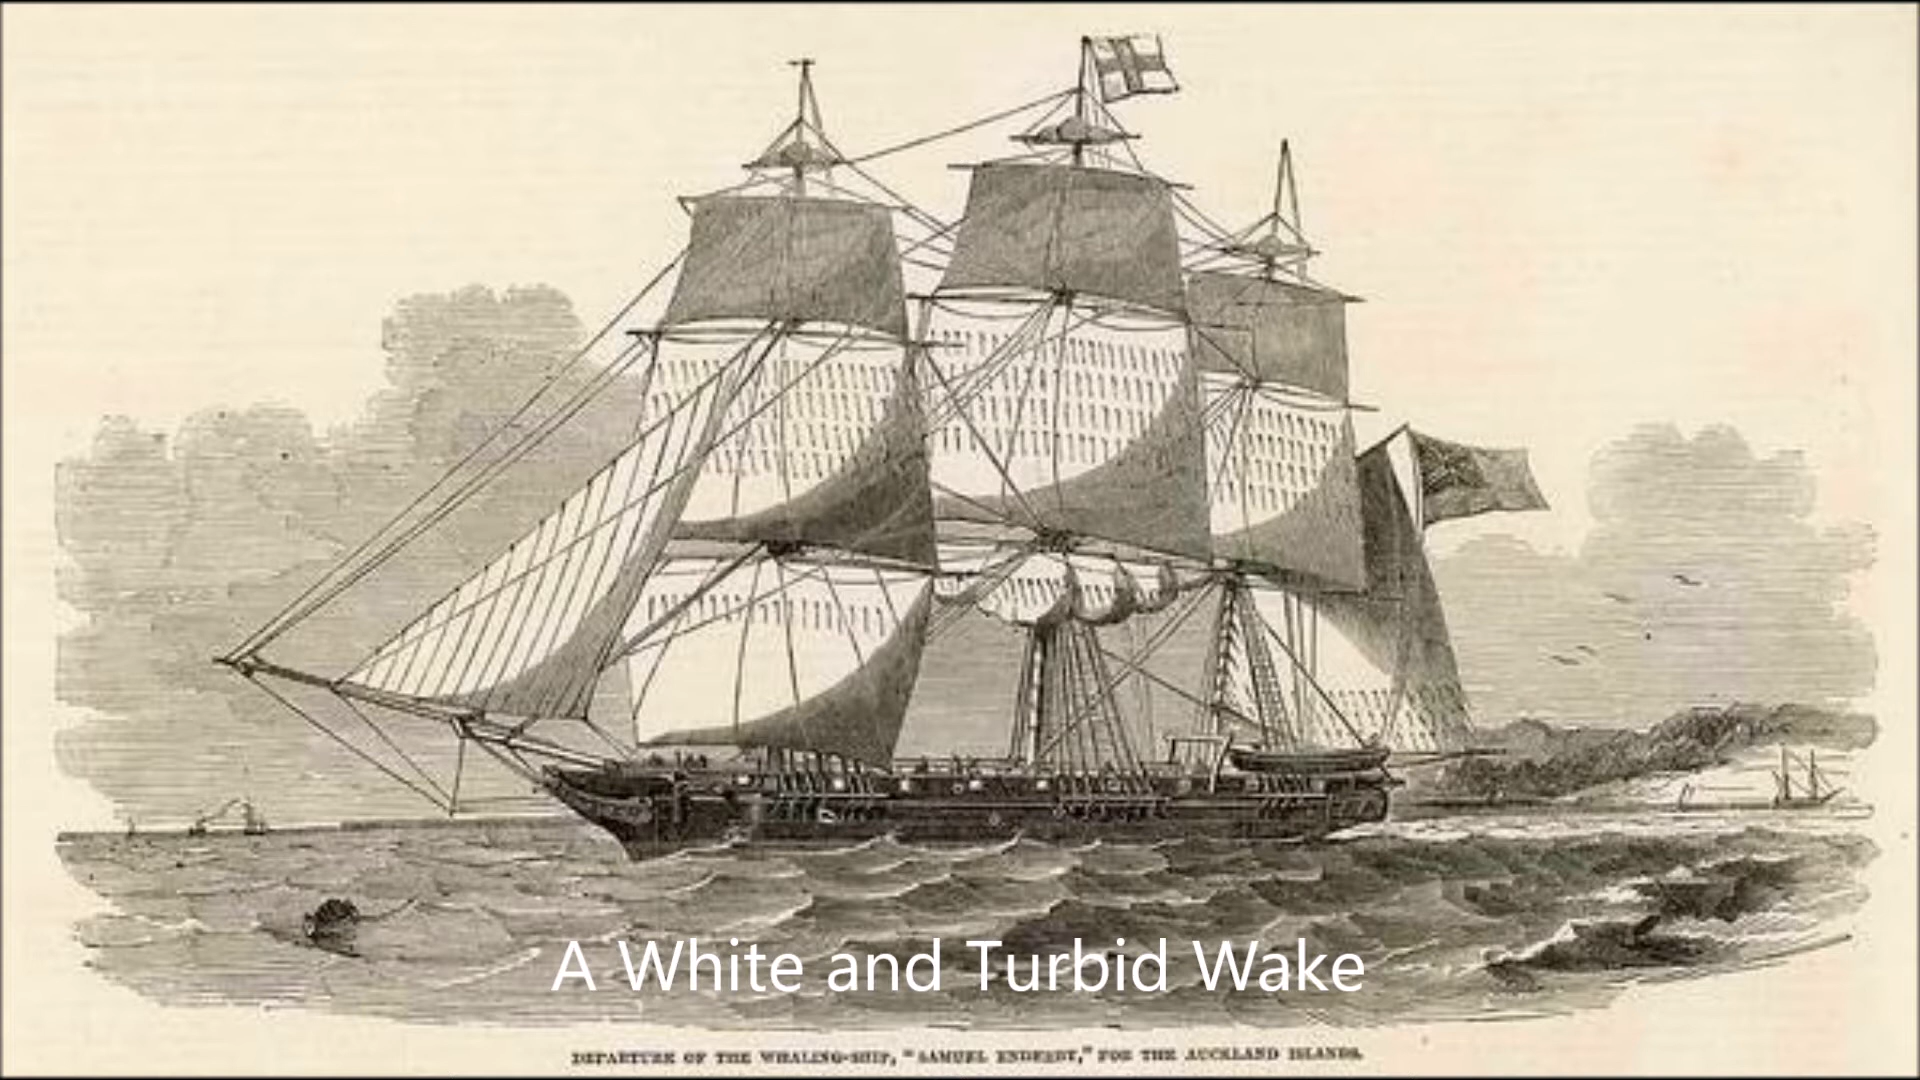 A White and Turbid Wake
DEPARTURE OF THE WHALING-SHIP, "SAMUEL ENDERBY," FOR THE AUCKLAND ISLANDS.